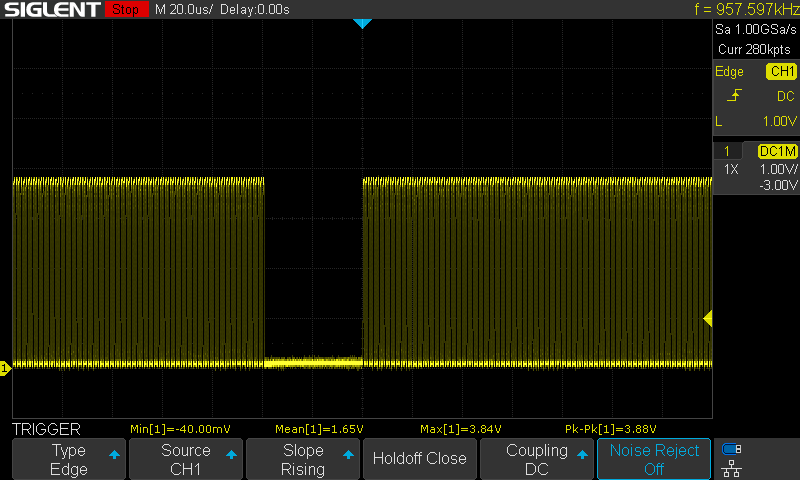 SIGLENT Stop M 20.0us/ Delay:0.00s f = 957.597kHz
Sa 1.00GSa/s
Curr 280kpts
Edge CH1
DC
L 1.00V
1 DC1M
1X 1.00V/
-3.00V
1
TRIGGER Min[1]=-40.00mV Mean[1]=1.65V Max[1]=3.84V Pk-Pk[1]=3.88V
Type
Edge
Source
CH1
Slope
Rising
Holdoff Close
Coupling
DC
Noise Reject
Off